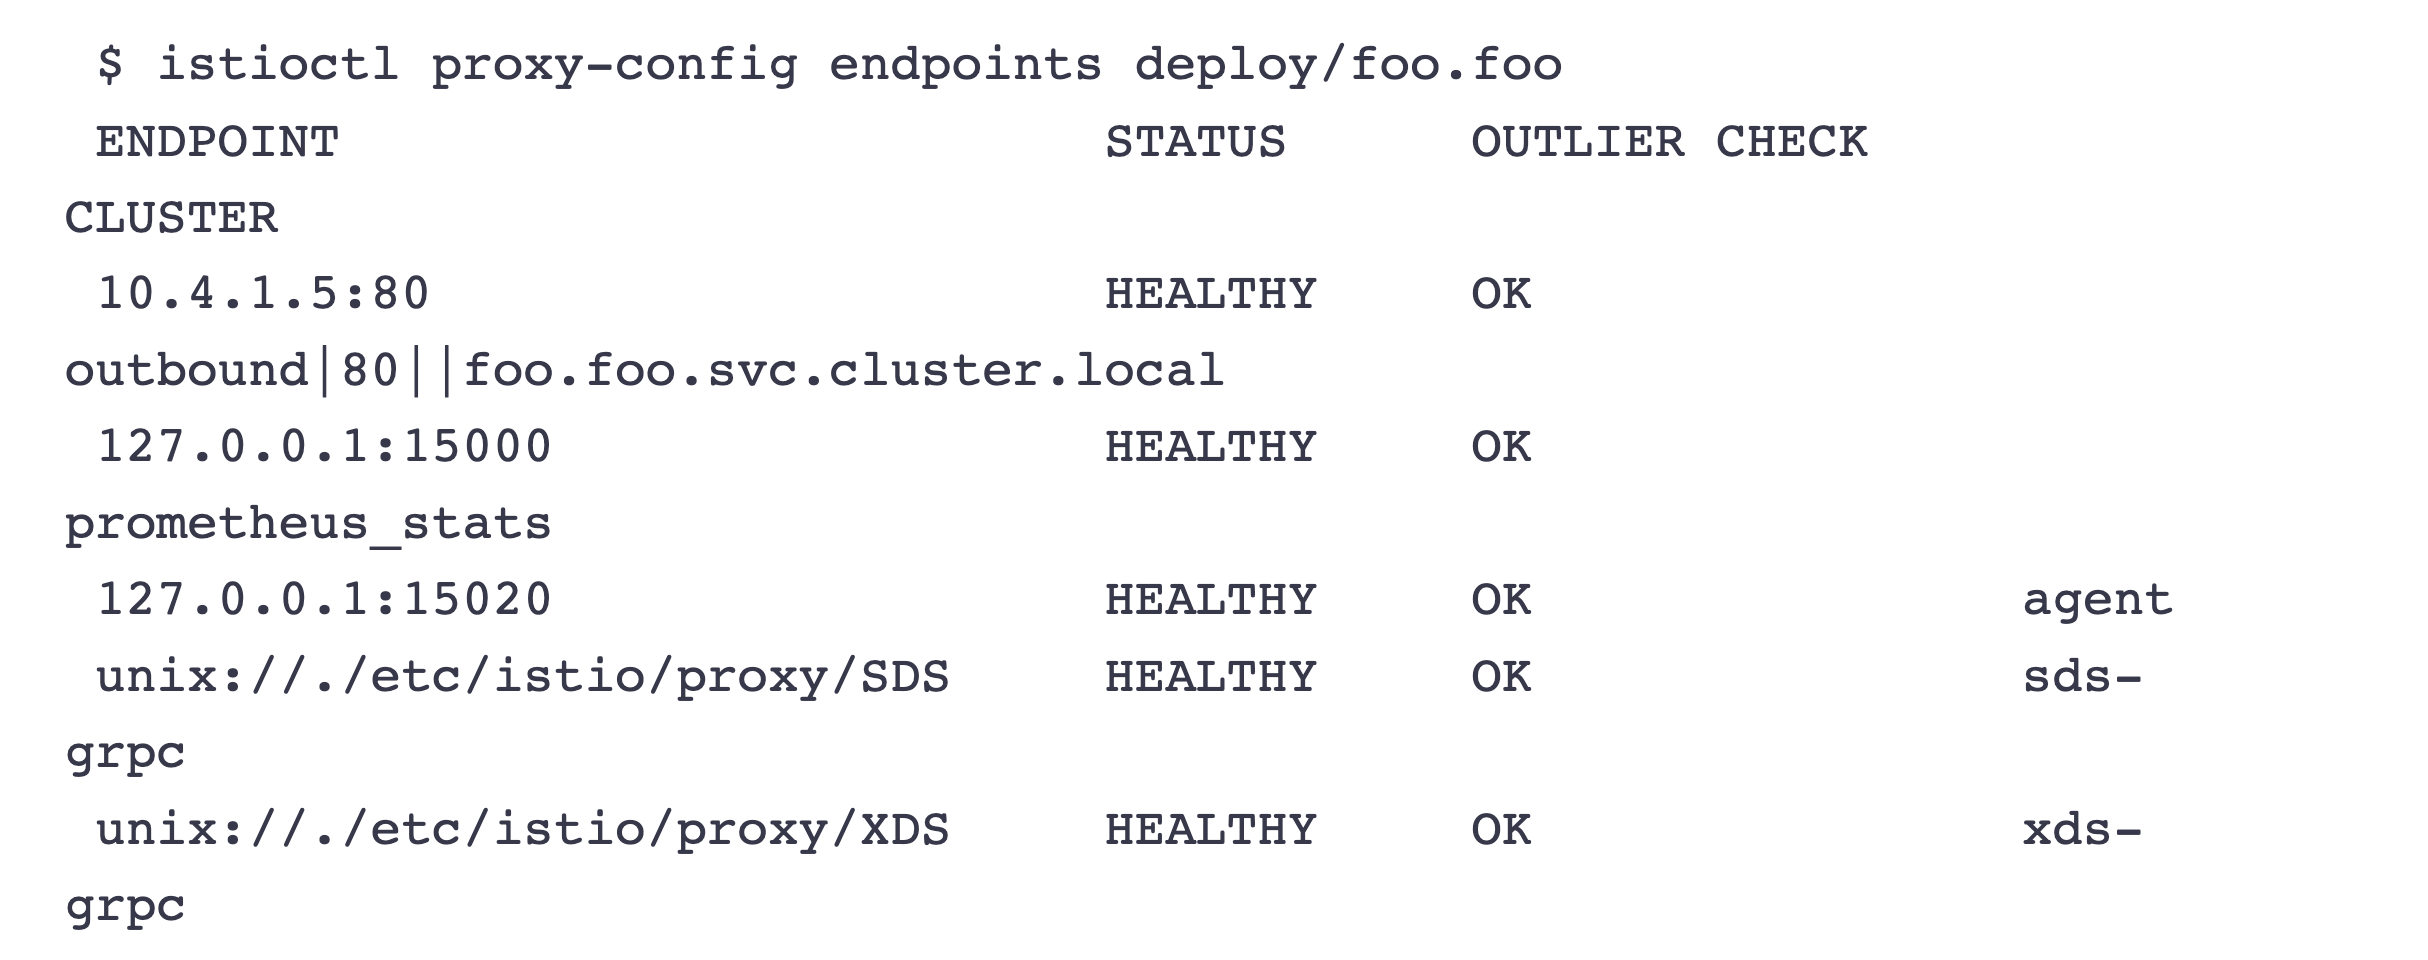 $ istioctl proxy-config endpoints deploy/foo.foo
ENDPOINT STATUS OUTLIER CHECK
CLUSTER
10.4.1.5:80 HEALTHY OK
outbound|80||foo.foo.svc.cluster.local
127.0.0.1:15000 HEALTHY OK
prometheus_stats
127.0.0.1:15020 HEALTHY OK agent
unix://./etc/istio/proxy/SDS HEALTHY OK sds-
grpc
unix://./etc/istio/proxy/XDS HEALTHY OK xds-
grpc